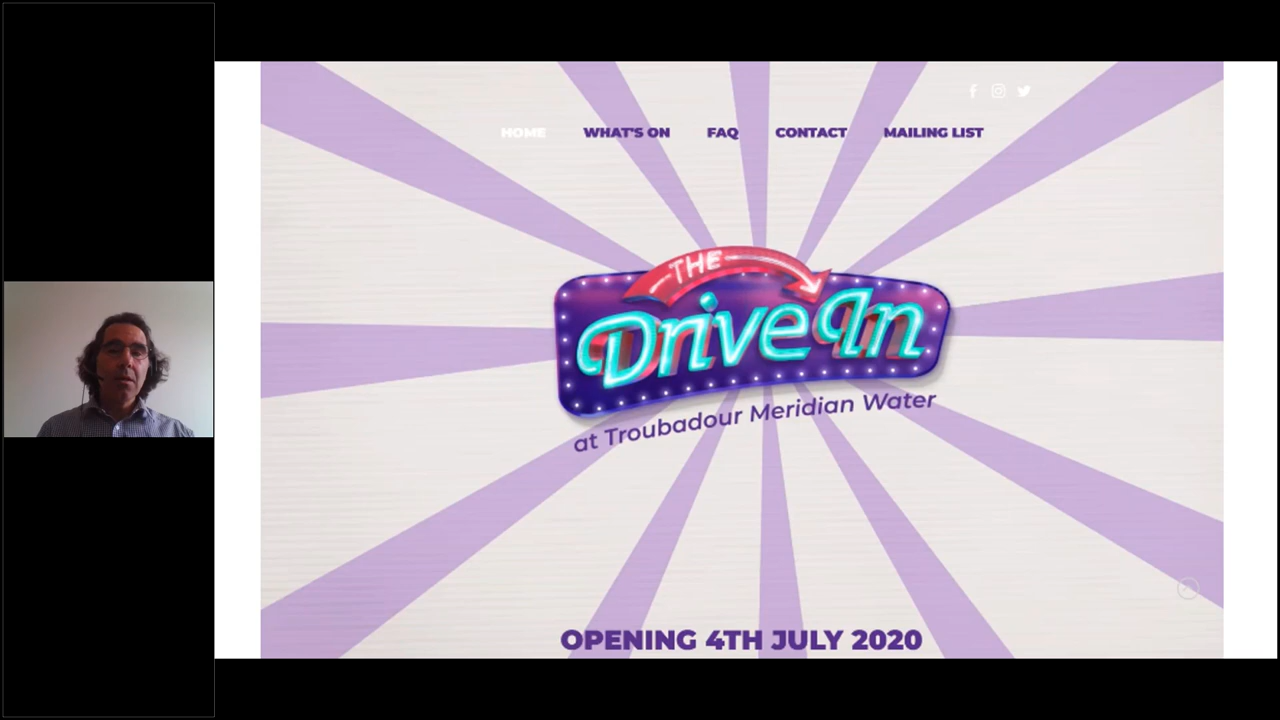 HOME WHAT'S ON FAQ CONTACT MAILING LIST
THE
Drive In
at Troubadour Meridian Water
OPENING 4TH JULY 2020